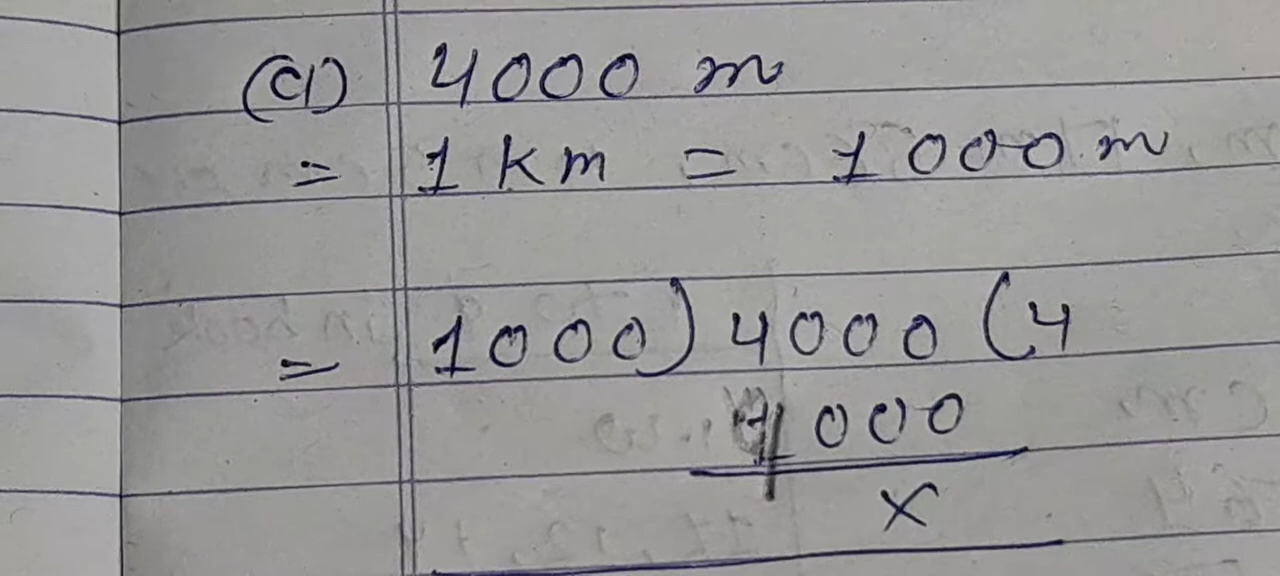 (a) 4000 m
= 1 km = 1000 m
= 1000) 4000 (4
4000
x